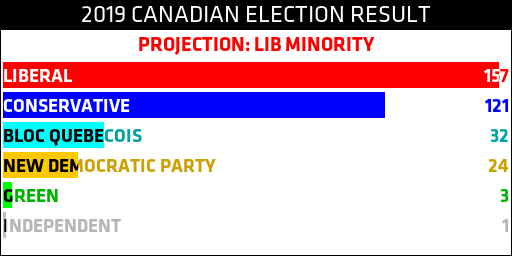 2019 CANADIAN ELECTION RESULT
PROJECTION: LIB MINORITY
LIBERAL 157
CONSERVATIVE 121
BLOC QUEBECOIS 32
NEW DEMOCRATIC PARTY 24
GREEN 3
INDEPENDENT 1